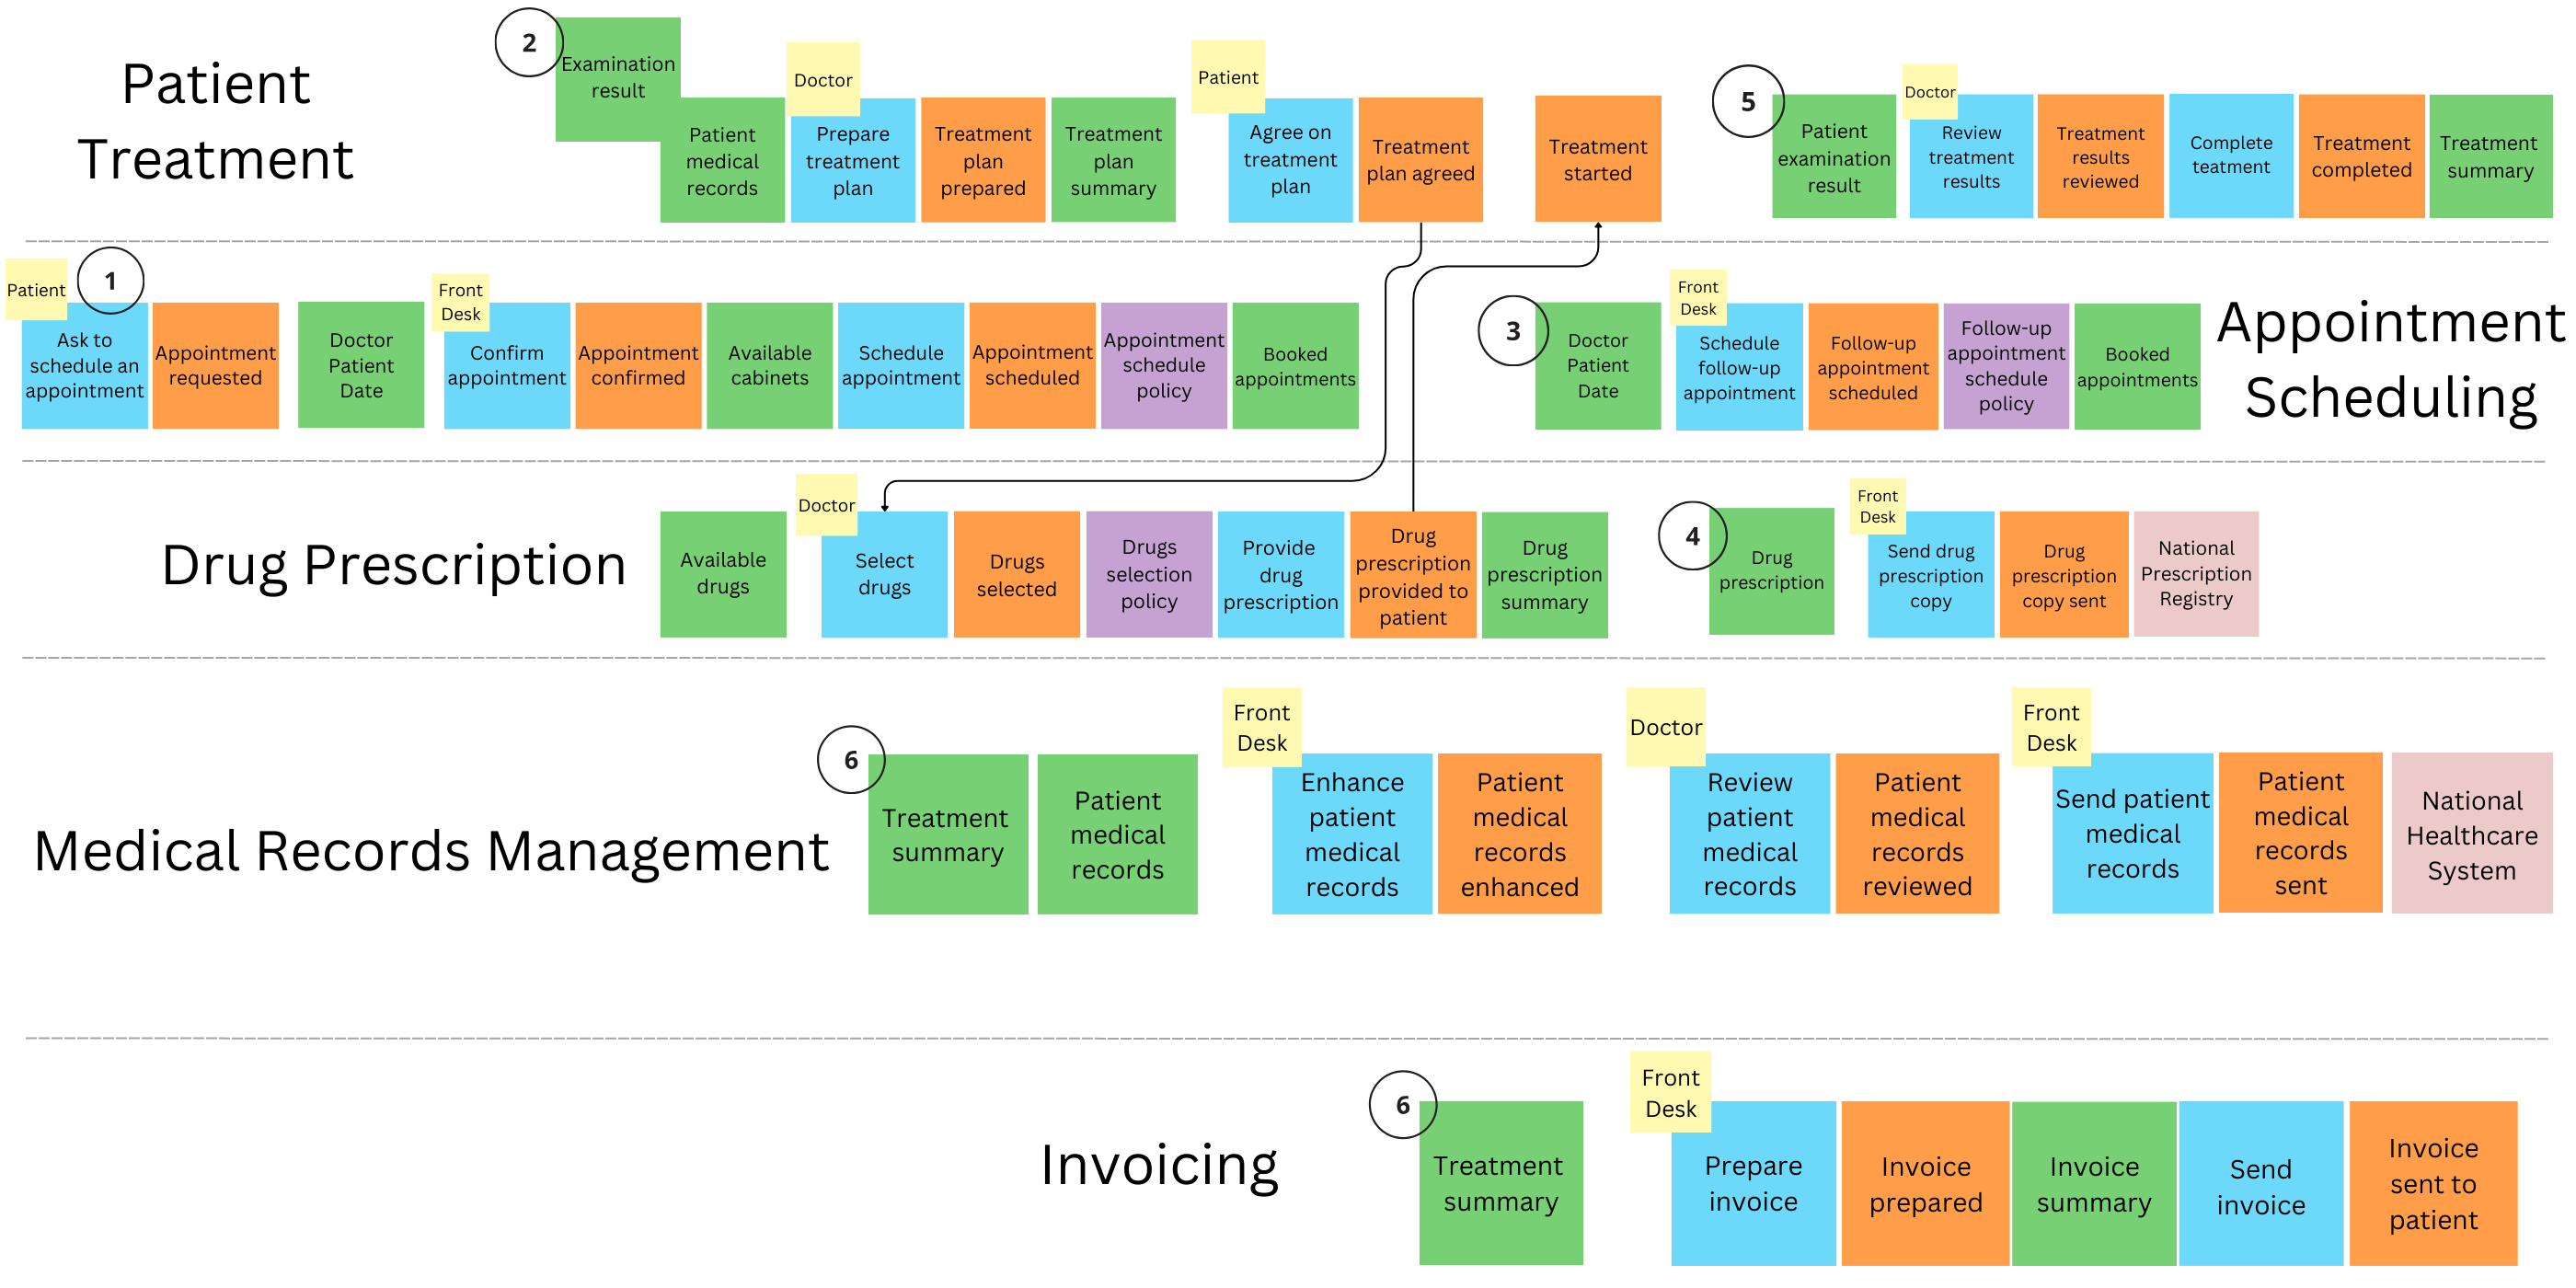 Patient
Treatment
2
Examination
result
Patient
medical
records
Doctor
Prepare
treatment
plan
Treatment
plan
prepared
Treatment
plan
summary
Patient
Agree on
treatment
plan
Treatment
plan agreed
Treatment
started
5
Patient
examination
result
Doctor
Review
treatment
results
Treatment
results
reviewed
Complete
teatment
Treatment
completed
Treatment
summary
Patient
1
Ask to
schedule an
appointment
Appointment
requested
Doctor
Patient
Date
Front
Desk
Confirm
appointment
Appointment
confirmed
Available
cabinets
Schedule
appointment
Appointment
scheduled
Appointment
schedule
policy
Booked
appointments
3
Doctor
Patient
Date
Front
Desk
Schedule
follow-up
appointment
Follow-up
appointment
scheduled
Follow-up
appointment
schedule
policy
Booked
appointments
Appointment
Scheduling
Drug Prescription
Available
drugs
Doctor
Select
drugs
Drugs
selected
Drugs
selection
policy
Provide
drug
prescription
Drug
prescription
provided to
patient
Drug
prescription
summary
4
Drug
prescription
Front
Desk
Send drug
prescription
copy
Drug
prescription
copy sent
National
Prescription
Registry
Medical Records Management
6
Treatment
summary
Patient
medical
records
Front
Desk
Enhance
patient
medical
records
Patient
medical
records
enhanced
Doctor
Review
patient
medical
records
Patient
medical
records
reviewed
Front
Desk
Send patient
medical
records
Patient
medical
records
sent
National
Healthcare
System
Invoicing
6
Treatment
summary
Front
Desk
Prepare
invoice
Invoice
prepared
Invoice
summary
Send
invoice
Invoice
sent to
patient